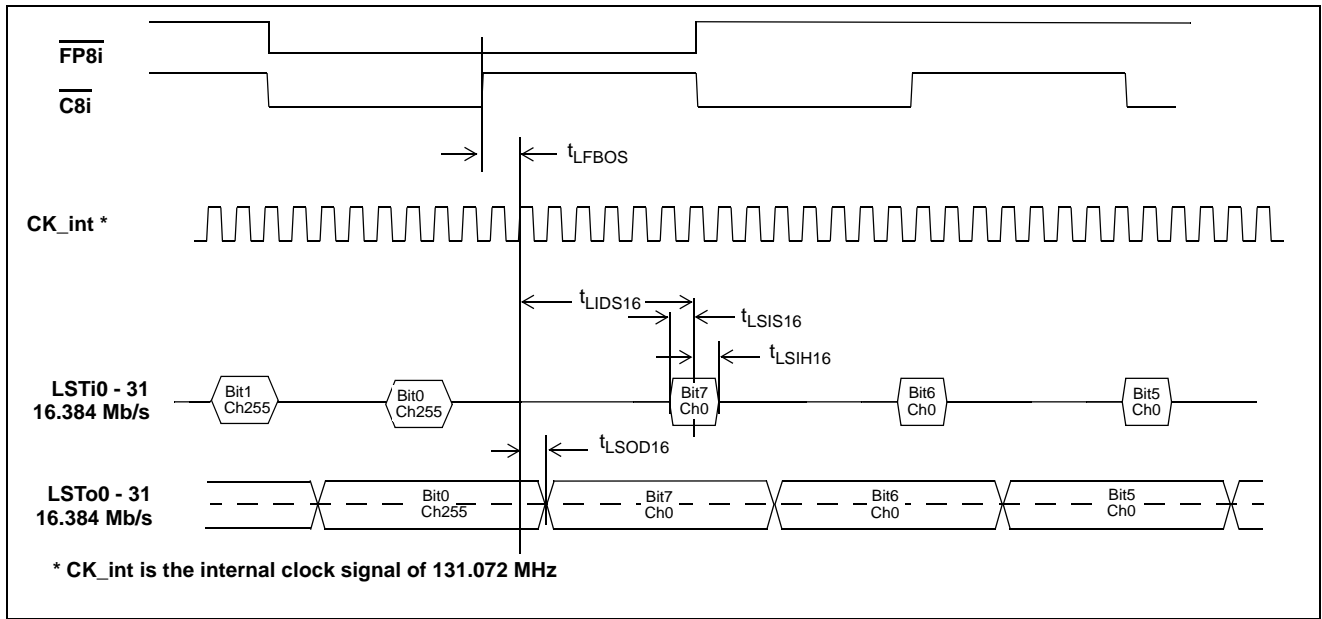 FP8i
C8i
tLFBOS
CK_int *
tLIDS16
tLSIS16
tLSIH16
LSTi0 - 31
16.384 Mb/s
Bit1
Ch255
Bit0
Ch255
Bit7
Ch0
Bit6
Ch0
Bit5
Ch0
tLSOD16
LSTo0 - 31
16.384 Mb/s
Bit0
Ch255
Bit7
Ch0
Bit6
Ch0
Bit5
Ch0
* CK_int is the internal clock signal of 131.072 MHz